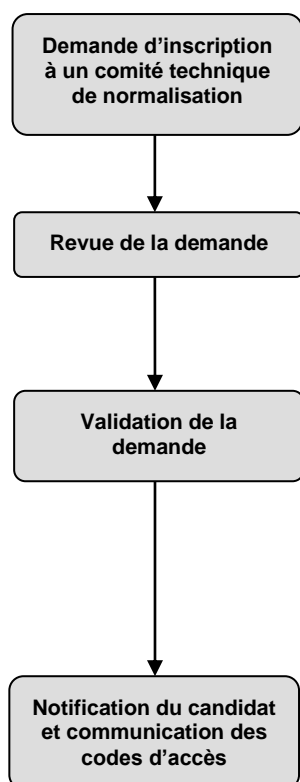 Demande d’inscription
à un comité technique
de normalisation
Revue de la demande
Validation de la
demande
Notification du candidat
et communication des
codes d’accès